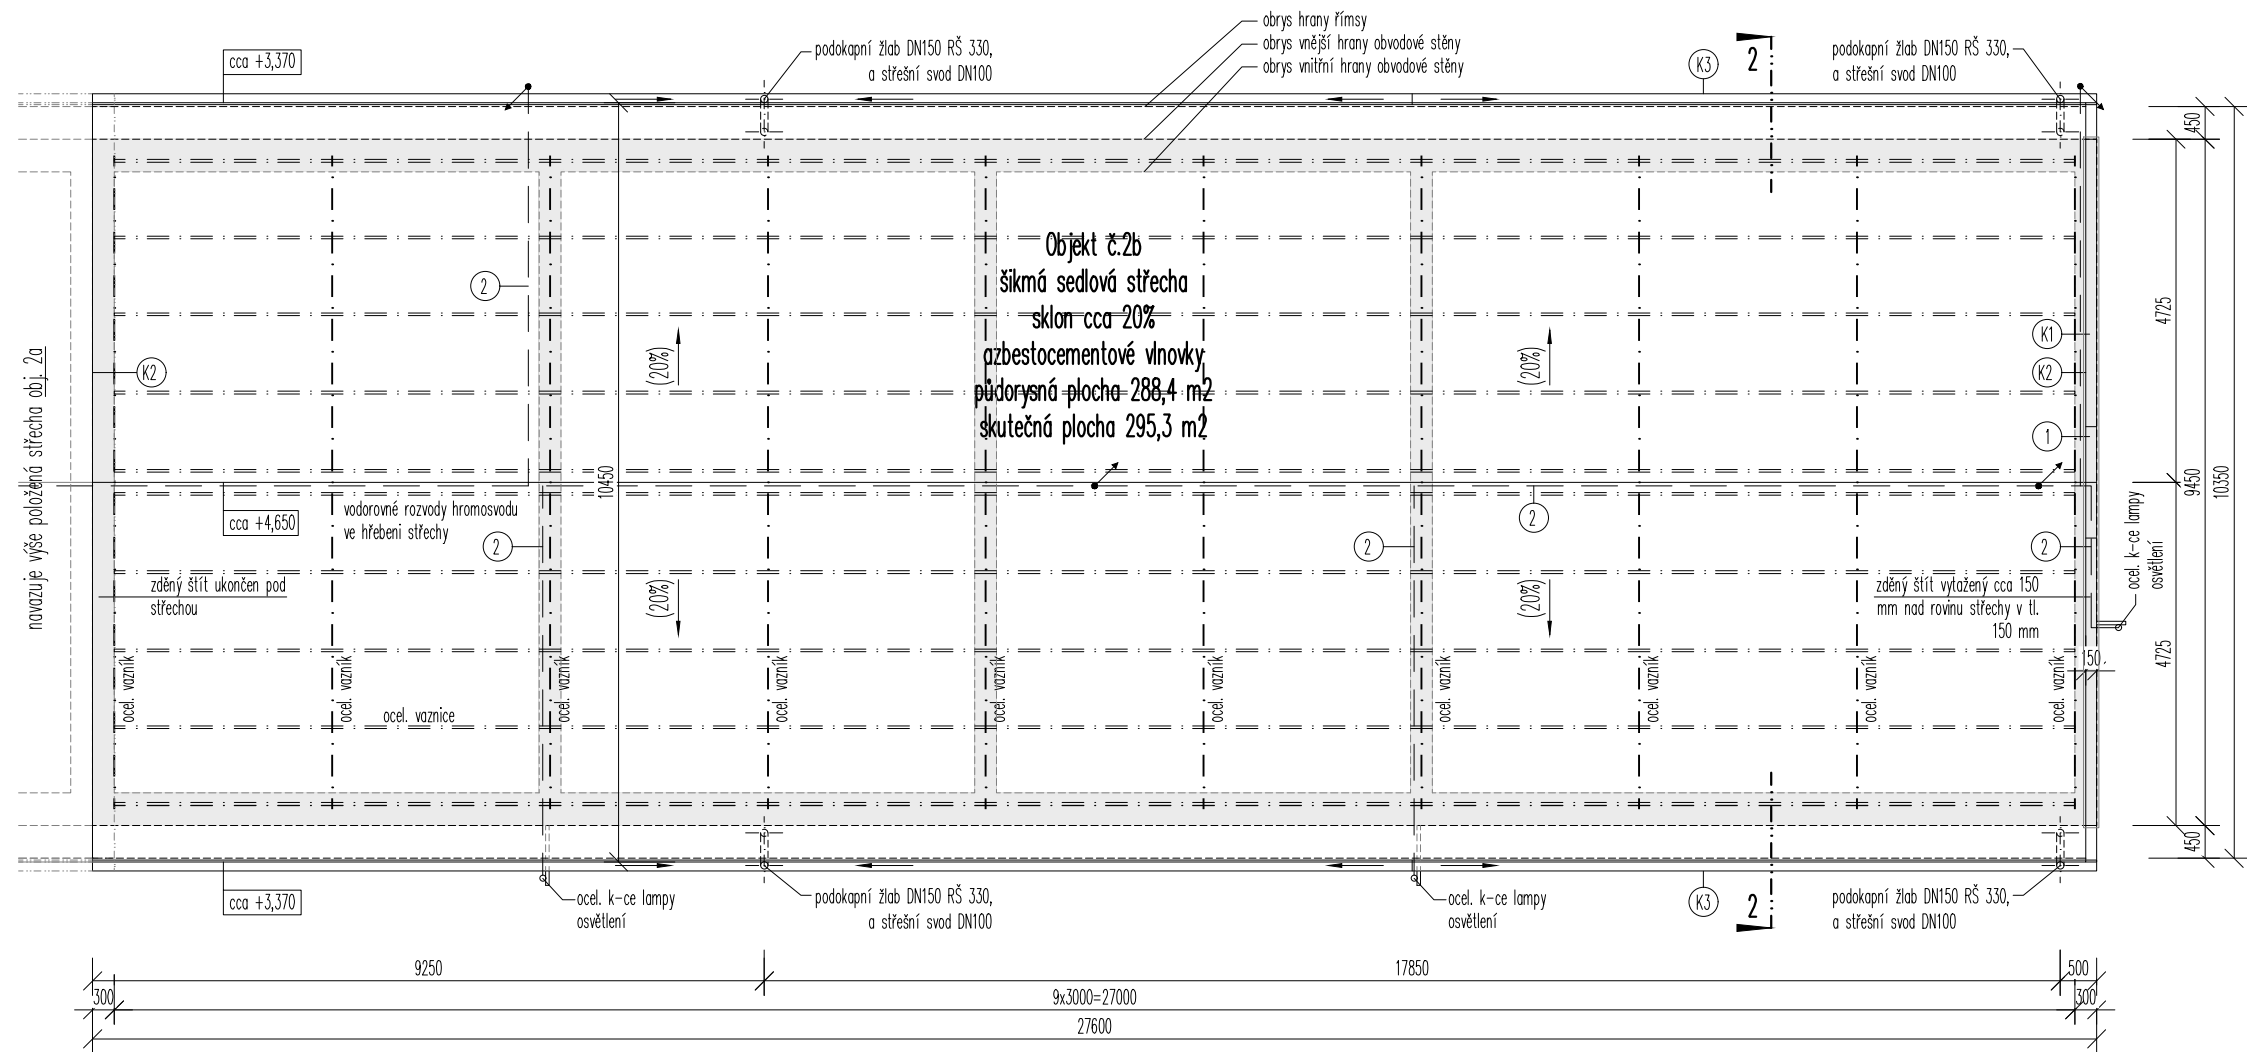 obrys hrany římsy
obrys vnější hrany obvodové stěny
obrys vnitřní hrany obvodové stěny
cca +3,370
podokapní žlab DN150 RŠ 330,
a střešní svod DN100
K3
2
podokapní žlab DN150 RŠ 330,
a střešní svod DN100
450
4725
9450
10350
4725
450
Objekt č.2b
šikmá sedlová střecha
sklon cca 20%
azbestocementové vlnovky
půdorysná plocha 288,4 m2
skutečná plocha 295,3 m2
2
(20%)
(20%)
K1
K2
1
K2
navazuje výše položená střecha obj. 2a
10450
cca +4,650
vodorovné rozvody hromosvodu
ve hřebeni střechy
2
2
2
2
ocel. k-ce lampy
osvětlení
zděný štít ukončen pod
střechou
(20%)
(20%)
zděný štít vytažený cca 150
mm nad rovinu střechy v tl.
150 mm
150
ocel. vazník
ocel. vazník
ocel. vazník
ocel. vazník
ocel. vazník
ocel. vazník
ocel. vazník
ocel. vazník
ocel. vazník
ocel. vazník
ocel. vaznice
cca +3,370
ocel. k-ce lampy
osvětlení
podokapní žlab DN150 RŠ 330,
a střešní svod DN100
ocel. k-ce lampy
osvětlení
K3
2
podokapní žlab DN150 RŠ 330,
a střešní svod DN100
9250
17850
500
300
9x3000=27000
300
27600